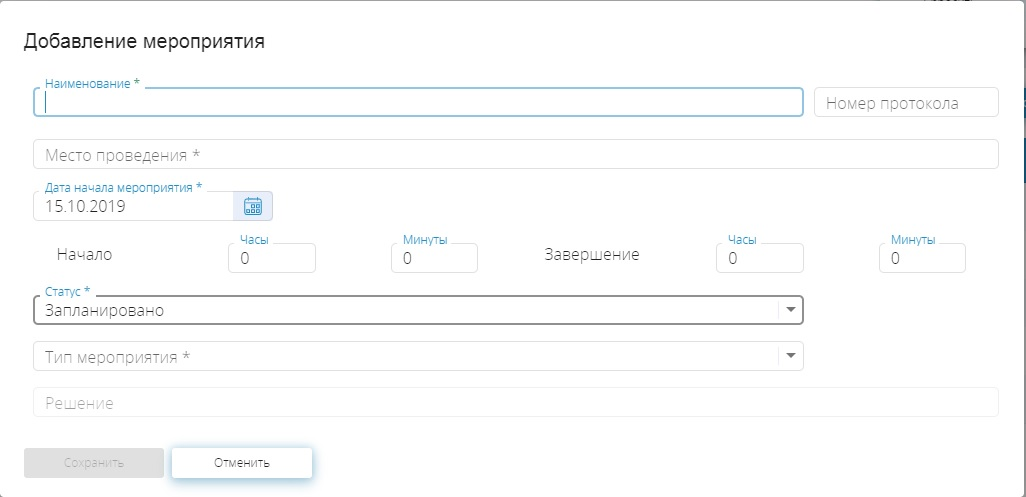 Добавление мероприятия
Наименование *
Номер протокола
Место проведения *
Дата начала мероприятия *
15.10.2019
Начало
Часы
0
Минуты
0
Завершение
Часы
0
Минуты
0
Статус *
Запланировано
Тип мероприятия *
Решение
Сохранить Отменить